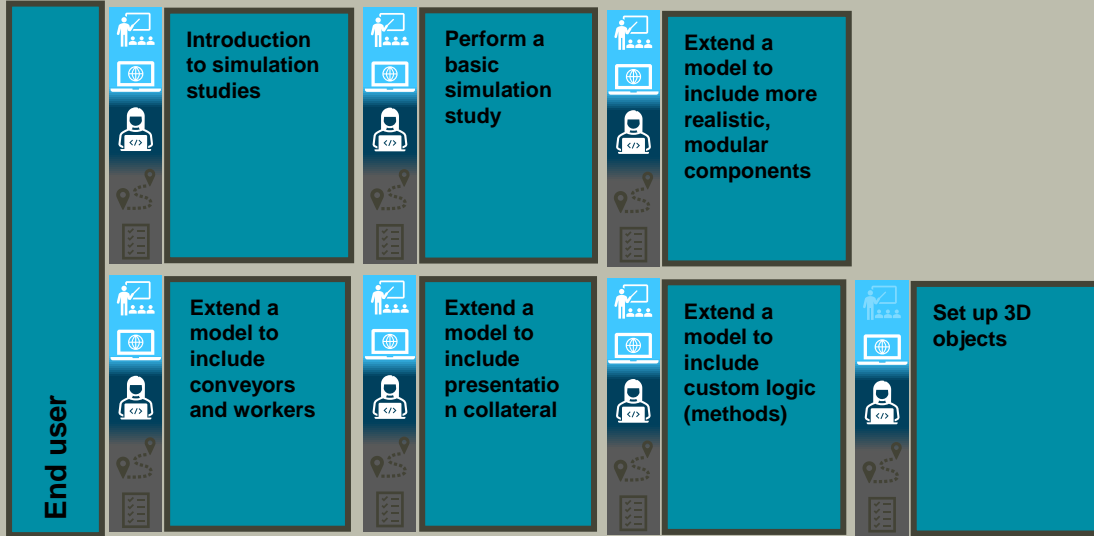 Introduction
to simulation
studies
Perform a
basic
simulation
study
Extend a
model to
include more
realistic,
modular
components
End user
Extend a
model to
include
conveyors
and workers
Extend a
model to
include
presentatio
n collateral
Extend a
model to
include
custom logic
(methods)
Set up 3D
objects